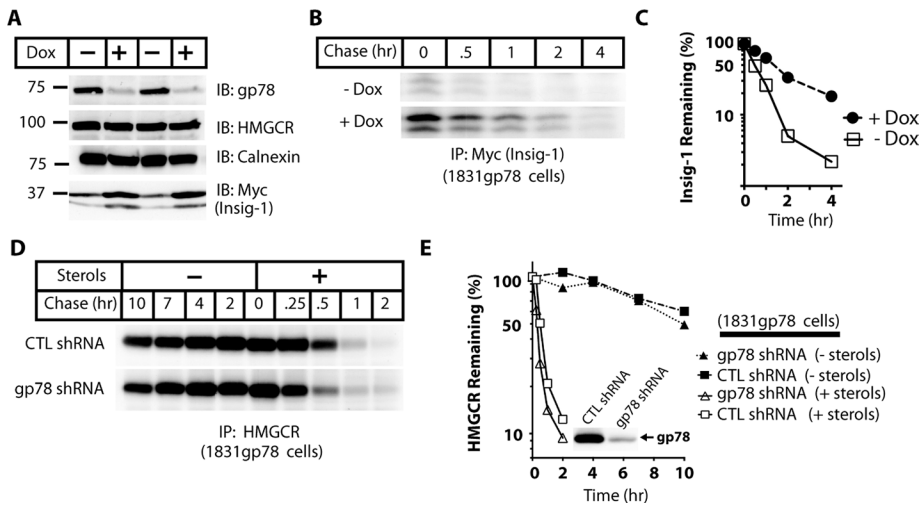 A
Dox − + − +
75 IB: gp78
100 IB: HMGCR
75 IB: Calnexin
37 IB: Myc
(Insig-1)
B
Chase (hr) 0 .5 1 2 4
- Dox
+ Dox
IP: Myc (Insig-1)
(1831gp78 cells)
C
Insig-1 Remaining (%)
100
50
10
0 2 4
Time (hr)
+ Dox
- Dox
D
Sterols − +
Chase (hr) 10 7 4 2 0 .25 .5 1 2
CTL shRNA
gp78 shRNA
IP: HMGCR
(1831gp78 cells)
E
HMGCR Remaining (%)
100
50
10
0 2 4 6 8 10
Time (hr)
CTL shRNA
gp78 shRNA
gp78
(1831gp78 cells)
gp78 shRNA (- sterols)
CTL shRNA (- sterols)
gp78 shRNA (+ sterols)
CTL shRNA (+ sterols)